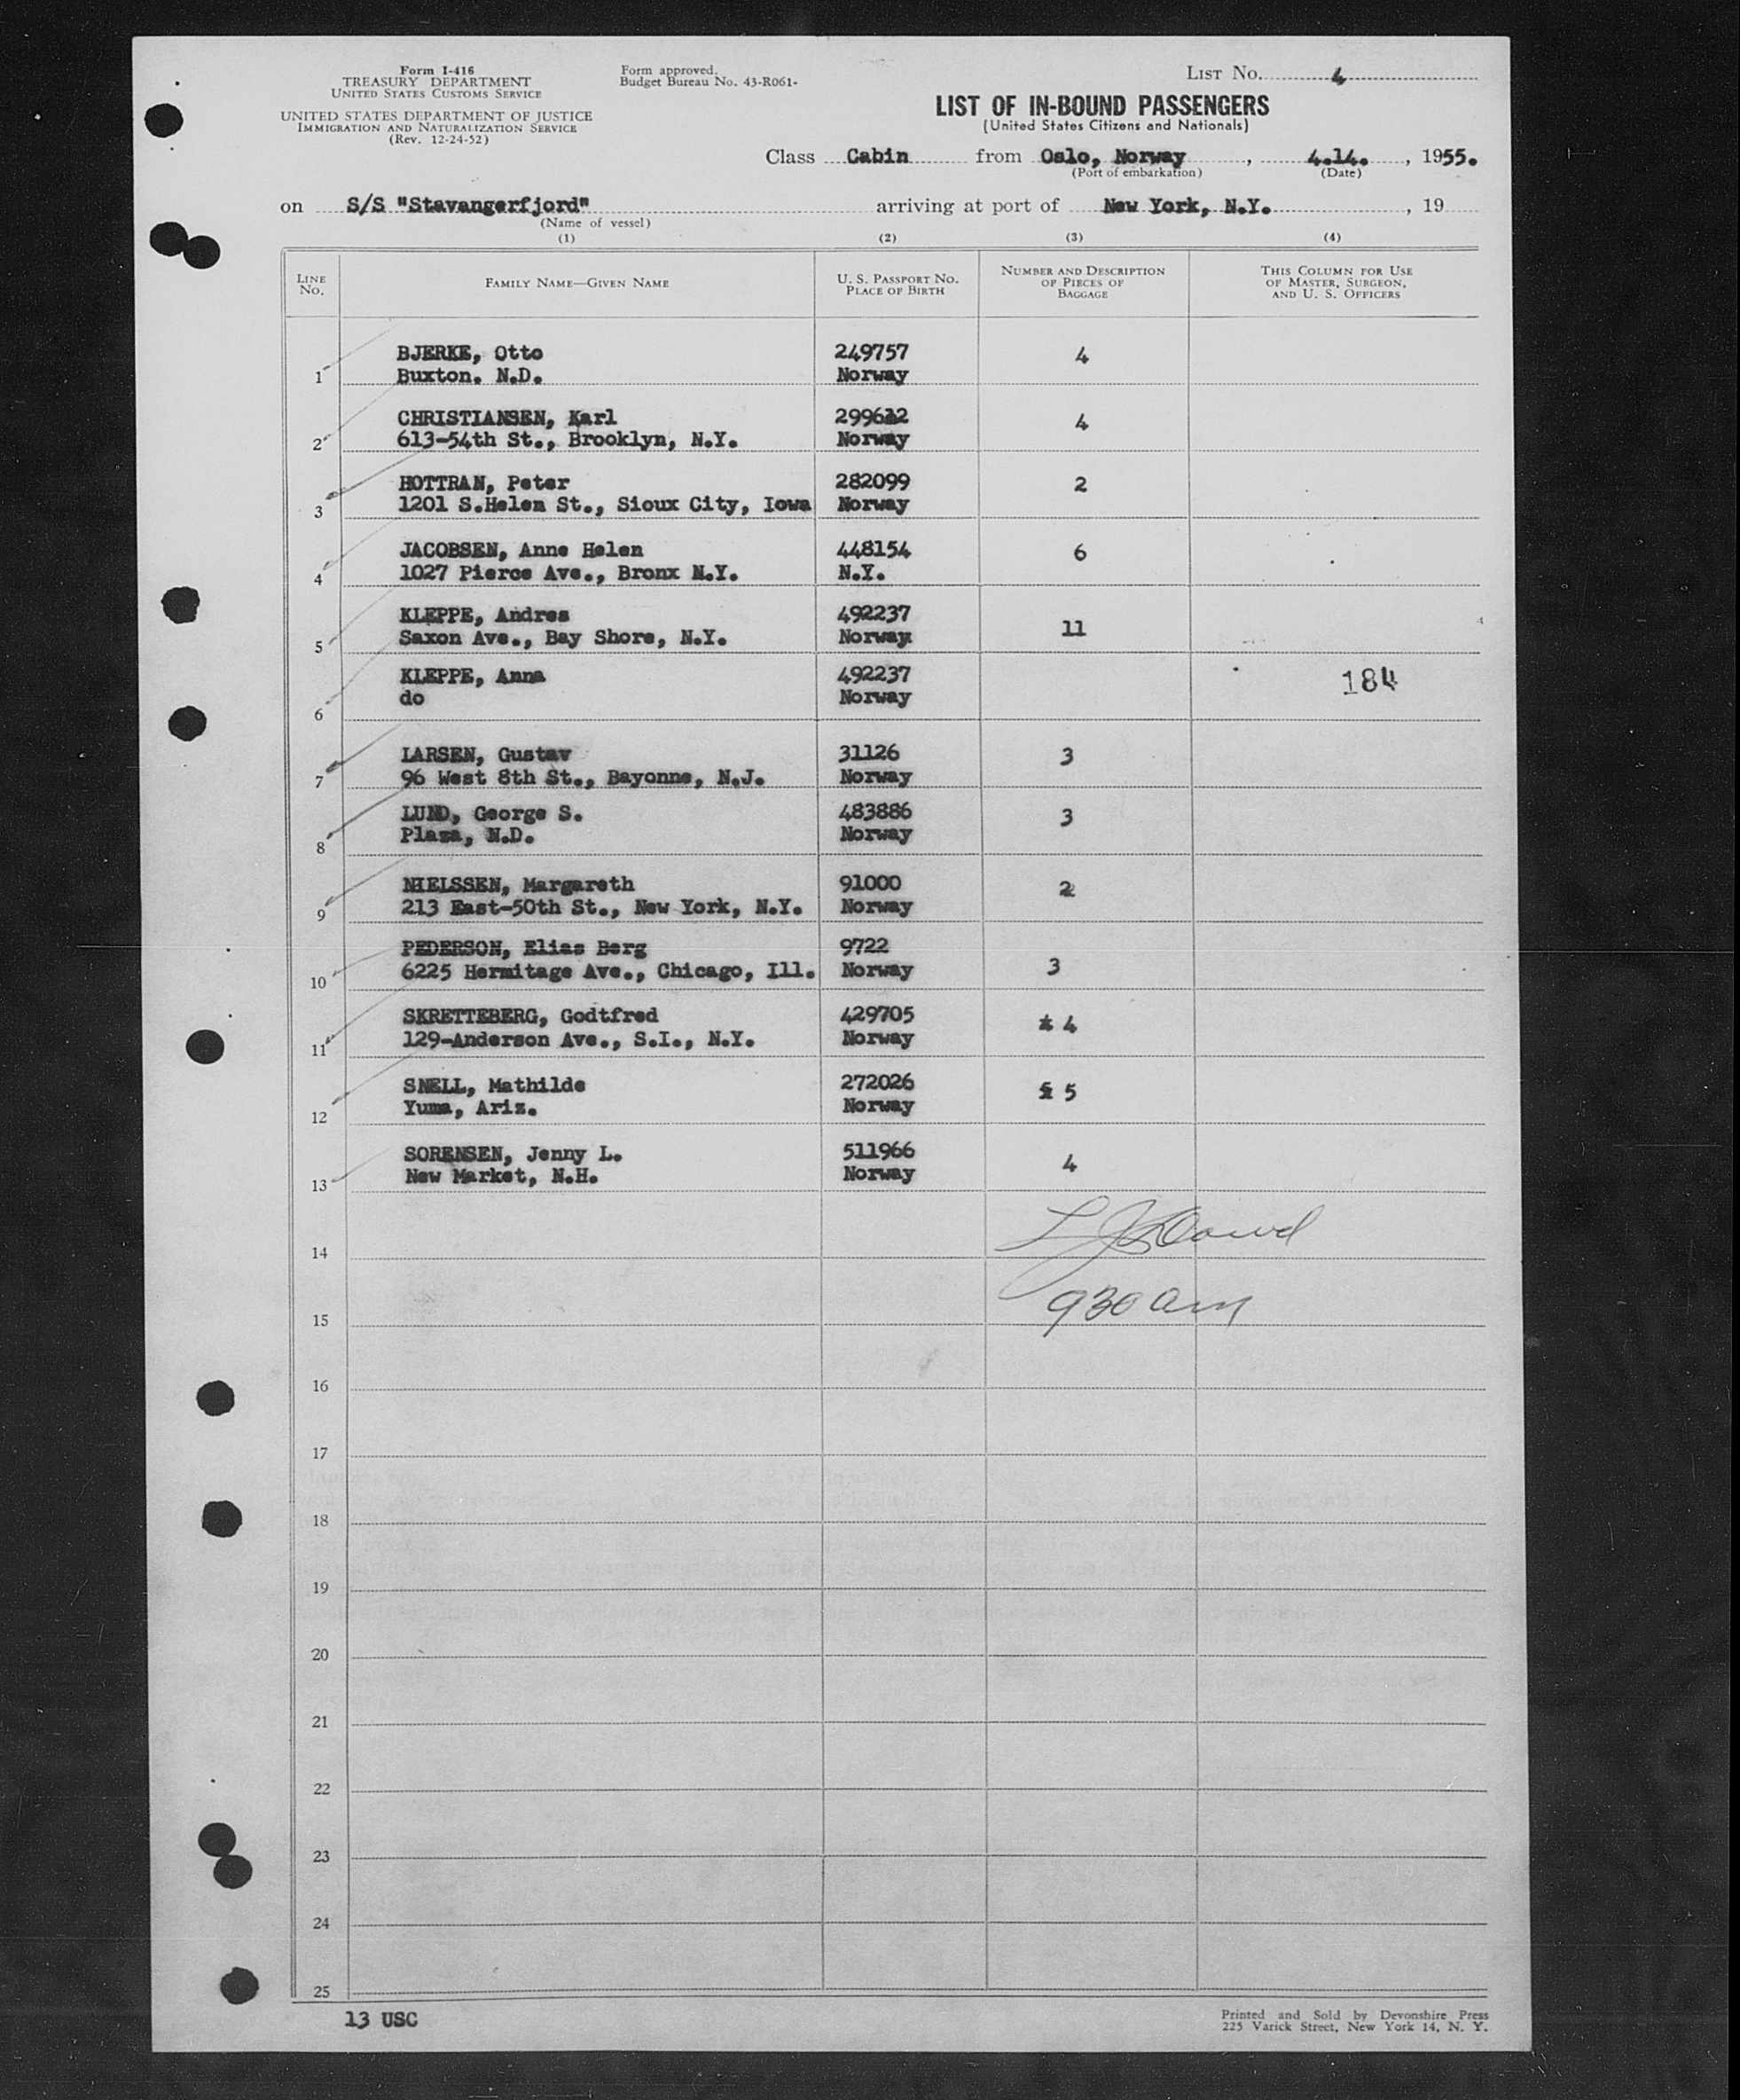 Form I-416
TREASURY DEPARTMENT
UNITED STATES CUSTOMS SERVICE
UNITED STATES DEPARTMENT OF JUSTICE
IMMIGRATION AND NATURALIZATION SERVICE
(Rev. 12-24-52)
Form approved.
Budget Bureau No. 43-R061-
LIST NO. 4
LIST OF IN-BOUND PASSENGERS
(United States Citizens and Nationals)
Class Cabin from Oslo, Norway, 4.14., 1955.
(Port of embarkation) (Date)
on S/S "Stavangerfjord" arriving at port of New York, N.Y., 19
(Name of vessel)
(1) (2) (3) (4)
LINE NO. FAMILY NAME—GIVEN NAME U. S. PASSPORT NO. PLACE OF BIRTH NUMBER AND DESCRIPTION OF PIECES OF BAGGAGE THIS COLUMN FOR USE OF MASTER, SURGEON, AND U. S. OFFICERS
BJERKE, Otto 249757 4
1 Buxton. N.D. Norway
CHRISTIANSEN, Karl 299612 4
2 613-54th St., Brooklyn, N.Y. Norway
HOTTRAN, Peter 282099 2
3 1201 S.Helen St., Sioux City, Iowa Norway
JACOBSEN, Anne Helen 448154 6
4 1027 Pierce Ave., Bronx N.Y. N.Y.
KLEPPE, Andres 492237 11
5 Saxon Ave., Bay Shore, N.Y. Norway
KLEPPE, Anna 492237 184
6 do Norway
LARSEN, Gustav 31126 3
7 96 West 8th St., Bayonne, N.J. Norway
LUND, George S. 483886 3
8 Plaza, N.D. Norway
NIELSSEN, Margareth 91000 2
9 213 East-50th St., New York, N.Y. Norway
PEDERSON, Elias Berg 9722 3
10 6225 Hermitage Ave., Chicago, Ill. Norway
SKRETTEBERG, Godtfred 429705 4
11 129-Anderson Ave., S.I., N.Y. Norway
SNELL, Mathilde 272026 5
12 Yuma, Ariz. Norway
SORENSEN, Jenny L. 511966 4
13 New Market, N.H. Norway
14
930 am
15
16
17
18
19
20
21
22
23
24
25
13 USC
Printed and Sold by Devonshire Press
225 Varick Street, New York 14, N. Y.